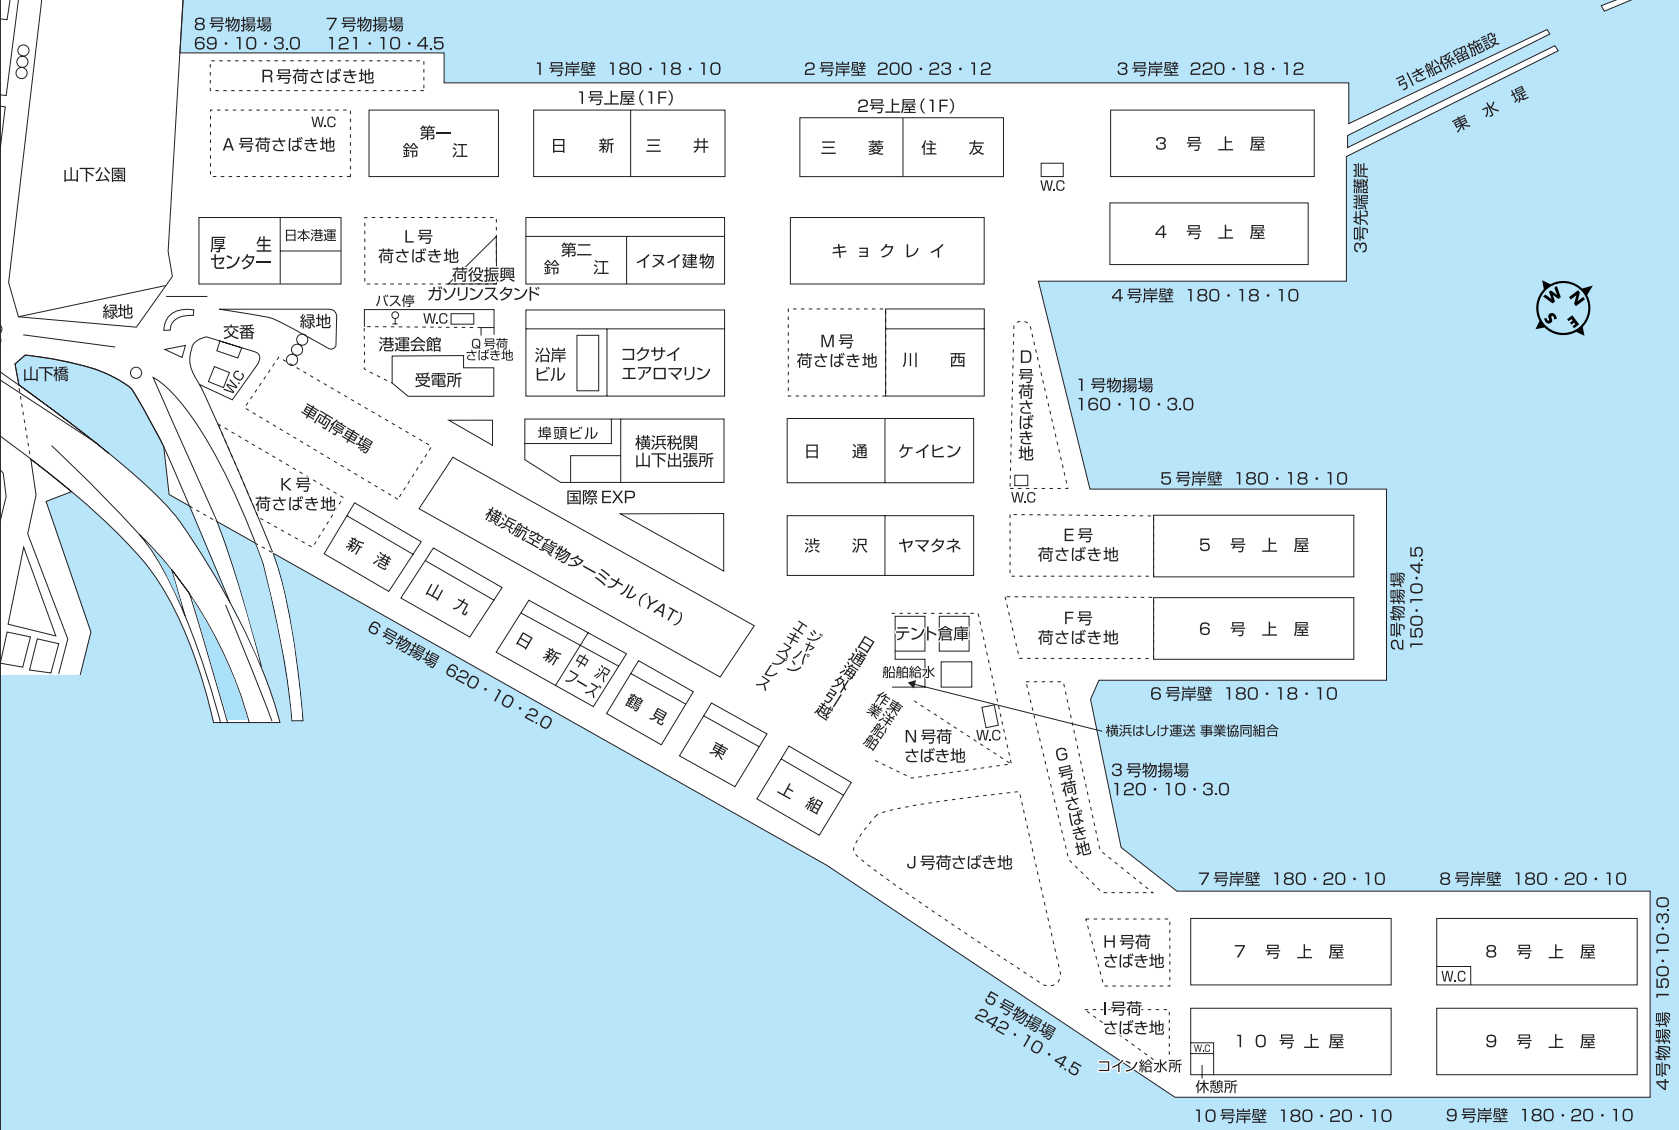 8号物揚場
69・10・3.0
7号物揚場
121・10・4.5
R号荷さばき地
1号岸壁 180・18・10
2号岸壁 200・23・12
3号岸壁 220・18・12
引き船係留施設
東水堤
1号上屋(1F)
2号上屋(1F)
W.C
A号荷さばき地
第一
鈴江
日新
三井
三菱
住友
3号上屋
W.C
山下公園
3号先端護岸
厚生
センター
日本港運
L号
荷さばき地
荷役振興
ガソリンスタンド
第二
鈴江
イヌイ建物
キョクレイ
4号上屋
4号岸壁 180・18・10
N
E
S
W
緑地
交番
緑地
W.C
山下橋
バス停
W.C
港運会館
Q号荷
さばき地
受電所
沿岸
ビル
コクサイ
エアロマリン
M号
荷さばき地
川西
D号荷さばき地
W.C
1号物揚場
160・10・3.0
車両停車場
埠頭ビル
横浜税関
山下出張所
国際EXP
日通
ケイヒン
5号岸壁 180・18・10
K号
荷さばき地
横浜航空貨物ターミナル(YAT)
渋沢
ヤマタネ
E号
荷さばき地
5号上屋
新港
山九
日新
中沢
フーズ
鶴見
東
上組
6号物揚場 620・10・2.0
ジャパン
エキスプレス
日通海外引越
テント倉庫
船舶給水
東洋船舶
作業
N号荷
さばき地
W.C
F号
荷さばき地
6号上屋
2号物揚場
150・10・4.5
6号岸壁 180・18・10
横浜はしけ運送 事業協同組合
G号荷さばき地
3号物揚場
120・10・3.0
J号荷さばき地
7号岸壁 180・20・10
8号岸壁 180・20・10
H号荷
さばき地
7号上屋
8号上屋
W.C
I号荷
さばき地
コイン給水所
10号上屋
W.C
休憩所
9号上屋
4号物揚場 150・10・3.0
5号物揚場
242・10・4.5
10号岸壁 180・20・10
9号岸壁 180・20・10